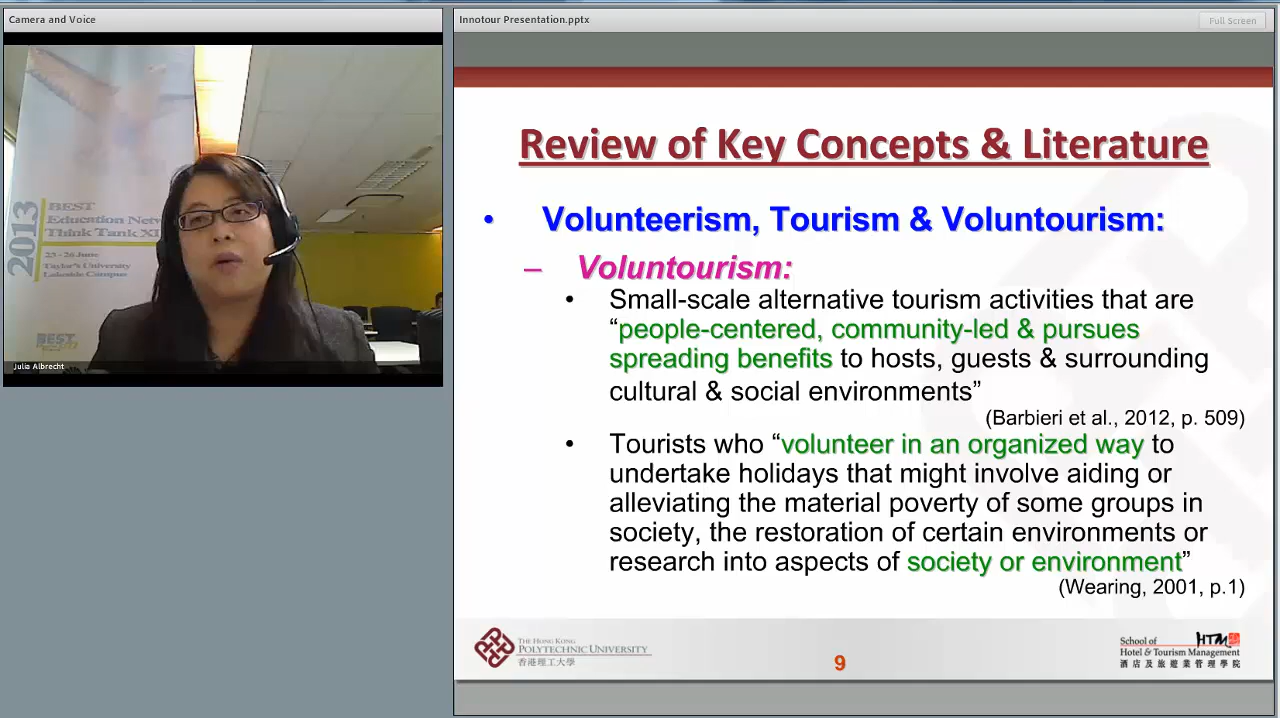 Camera and Voice
2013
BEST
Education Netw
Think Tank XI
23 - 26 June
Taylor's University
Lakeside Campus
BEST
Julia Albrecht
Innotour Presentation.pptx
Full Screen
Review of Key Concepts & Literature
• Volunteerism, Tourism & Voluntourism:
– Voluntourism:
• Small-scale alternative tourism activities that are
“people-centered, community-led & pursues
spreading benefits to hosts, guests & surrounding
cultural & social environments”
(Barbieri et al., 2012, p. 509)
• Tourists who “volunteer in an organized way to
undertake holidays that might involve aiding or
alleviating the material poverty of some groups in
society, the restoration of certain environments or
research into aspects of society or environment”
(Wearing, 2001, p.1)
THE HONG KONG
POLYTECHNIC UNIVERSITY
香港理工大學
9
School of HTM
Hotel & Tourism Management
酒店及旅遊業管理學院